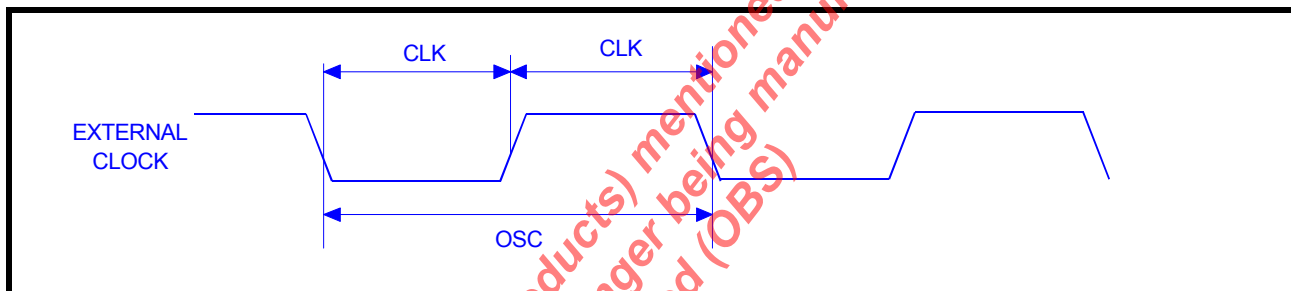 CLK
CLK
EXTERNAL
CLOCK
OSC
ducts) mentione
nger being manu
d (OBS)